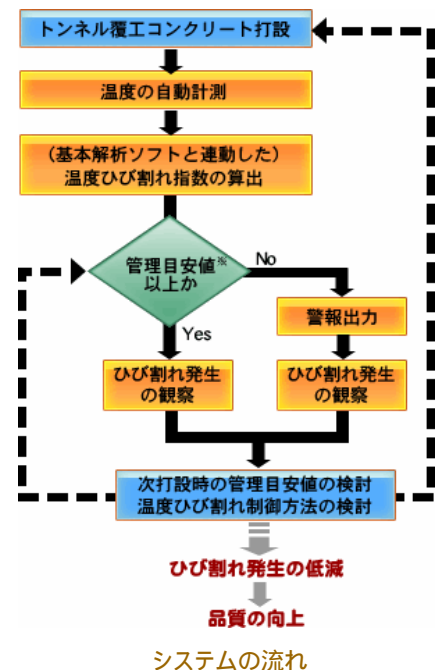 トンネル覆工コンクリート打設
温度の自動計測
（基本解析ソフトと連動した）
温度ひび割れ指数の算出
管理目安値※
以上か
No
Yes
警報出力
ひび割れ発生
の観察
ひび割れ発生
の観察
次打設時の管理目安値の検討
温度ひび割れ制御方法の検討
ひび割れ発生の低減
品質の向上
システムの流れ